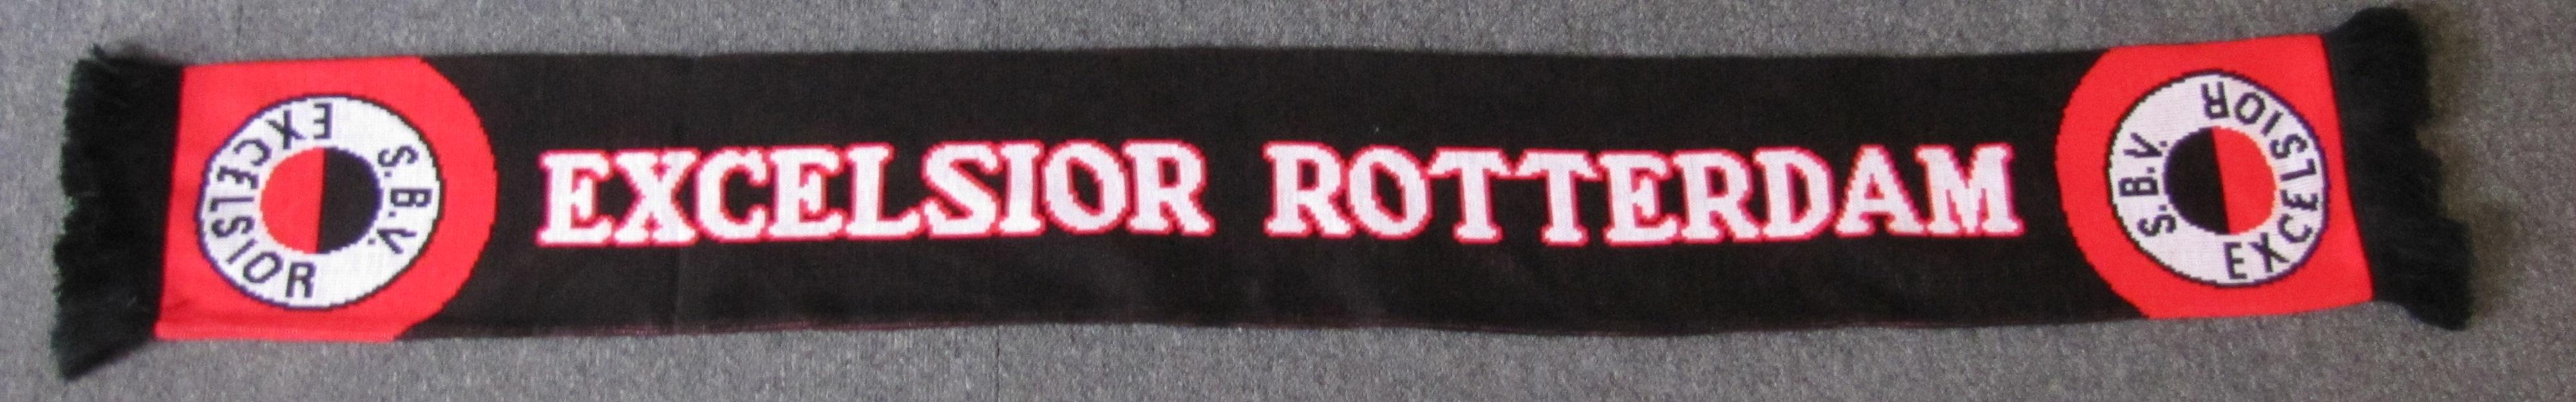 S.B.V.
EXCELSIOR
EXCELSIOR ROTTERDAM
S.B.V.
EXCELSIOR